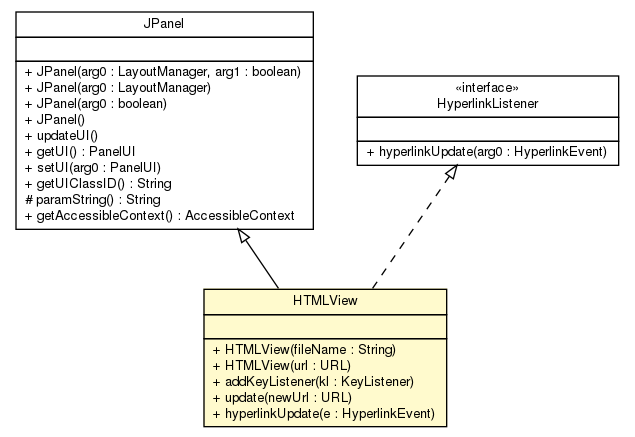 JPanel
+ JPanel(arg0 : LayoutManager, arg1 : boolean)
+ JPanel(arg0 : LayoutManager)
+ JPanel(arg0 : boolean)
+ JPanel()
+ updateUI()
+ getUI() : PanelUI
+ setUI(arg0 : PanelUI)
+ getUIClassID() : String
# paramString() : String
+ getAccessibleContext() : AccessibleContext
«interface»
HyperlinkListener
+ hyperlinkUpdate(arg0 : HyperlinkEvent)
HTMLView
+ HTMLView(fileName : String)
+ HTMLView(url : URL)
+ addKeyListener(kl : KeyListener)
+ update(newUrl : URL)
+ hyperlinkUpdate(e : HyperlinkEvent)